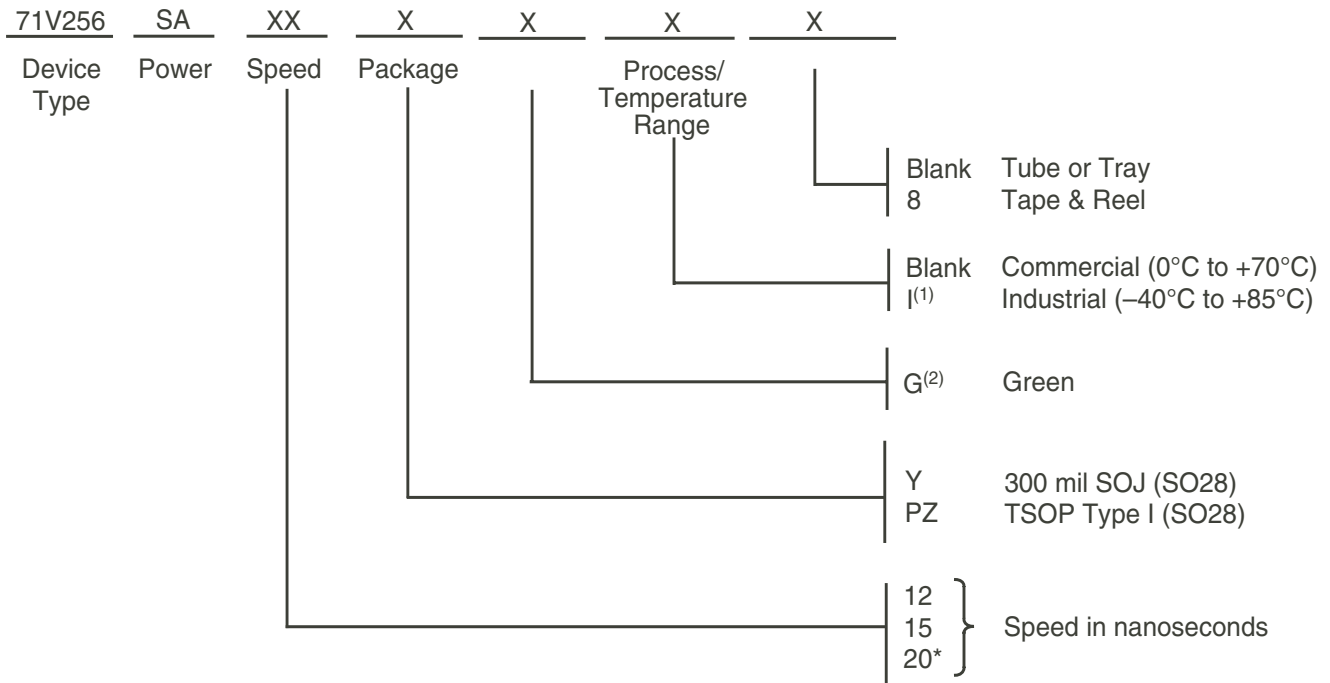 71V256 SA XX X X X X
Device Type
Power
Speed
Package
Process/
Temperature
Range
Blank Tube or Tray
8 Tape & Reel
Blank Commercial (0°C to +70°C)
I(1) Industrial (–40°C to +85°C)
G(2) Green
Y 300 mil SOJ (SO28)
PZ TSOP Type I (SO28)
12
15
20*
Speed in nanoseconds